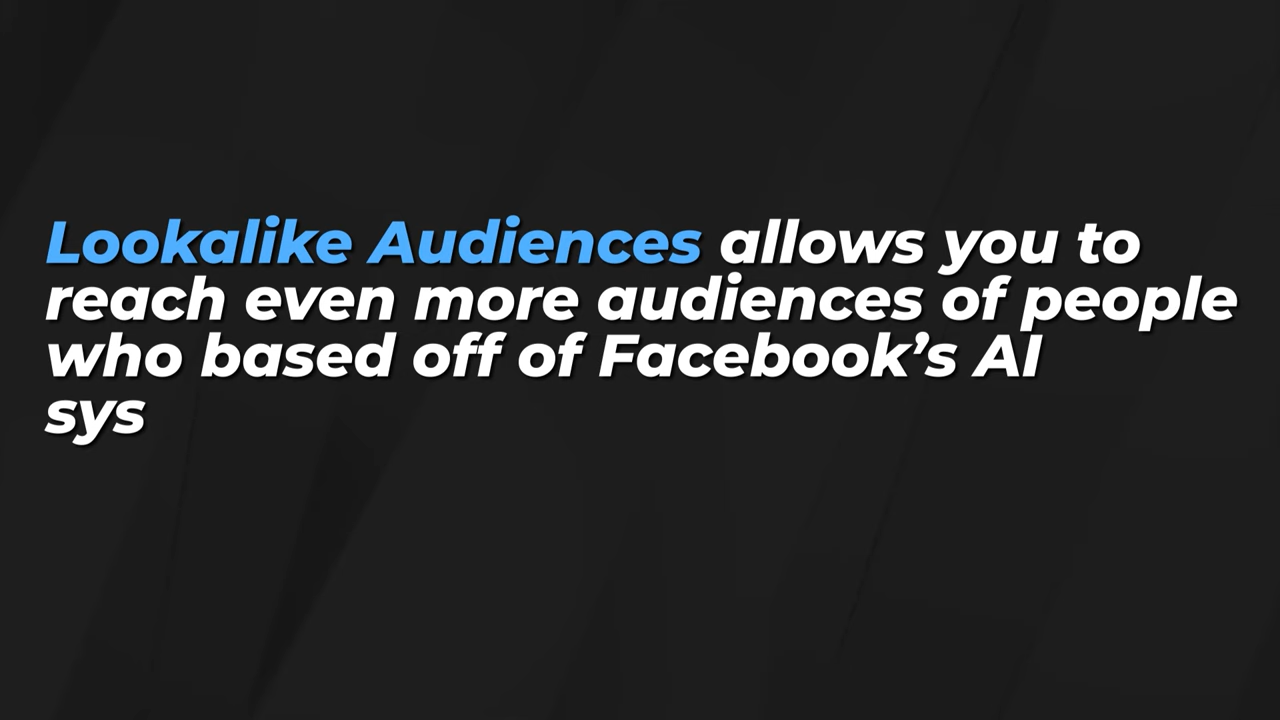 Lookalike Audiences allows you to
reach even more audiences of people
who based off of Facebook’s AI
sys